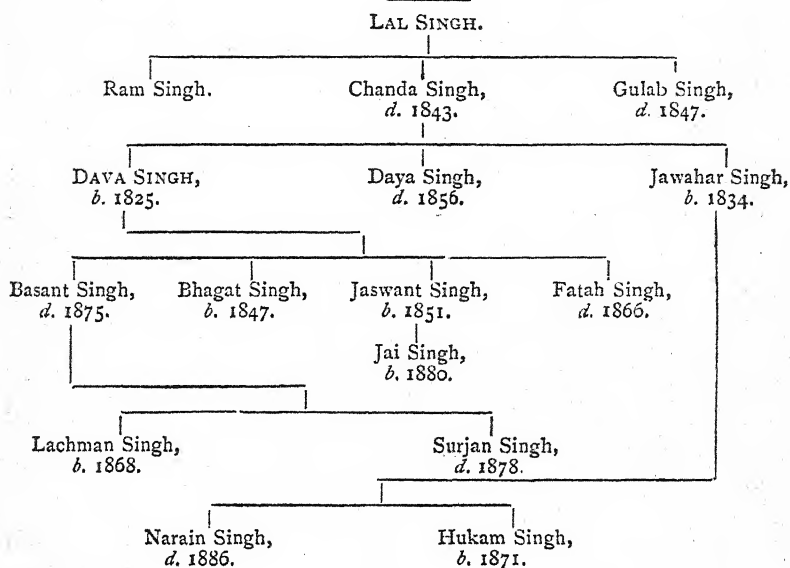 LAL SINGH.
Ram Singh. Chanda Singh, Gulab Singh,
d. 1843. d. 1847.
DAVA SINGH, Daya Singh, Jawahar Singh,
b. 1825. d. 1856. b. 1834.
Basant Singh, Bhagat Singh, Jaswant Singh, Fatah Singh,
d. 1875. b. 1847. b. 1851. d. 1866.
Jai Singh,
b. 1880.
Lachman Singh, Surjan Singh,
b. 1868. d. 1878.
Narain Singh, Hukam Singh,
d. 1886. b. 1871.